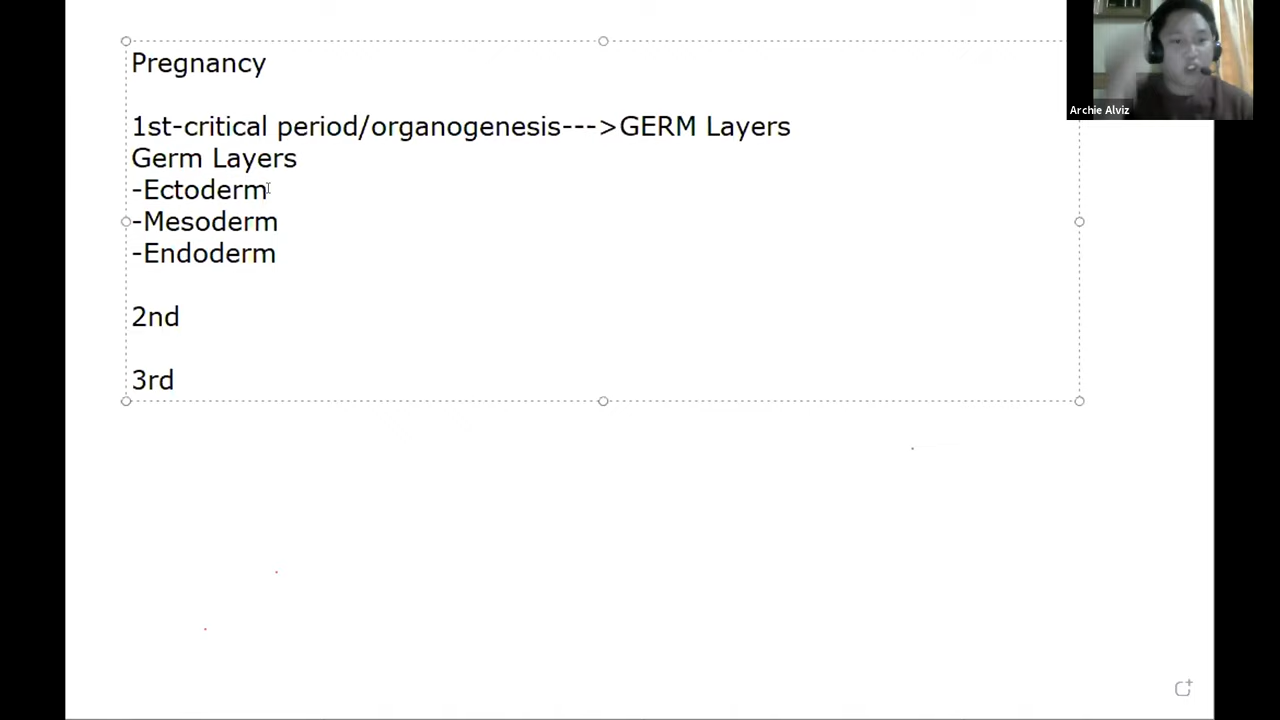 Pregnancy
1st-critical period/organogenesis--->GERM Layers
Germ Layers
-Ectoderm
-Mesoderm
-Endoderm
2nd
3rd
Archie Alviz